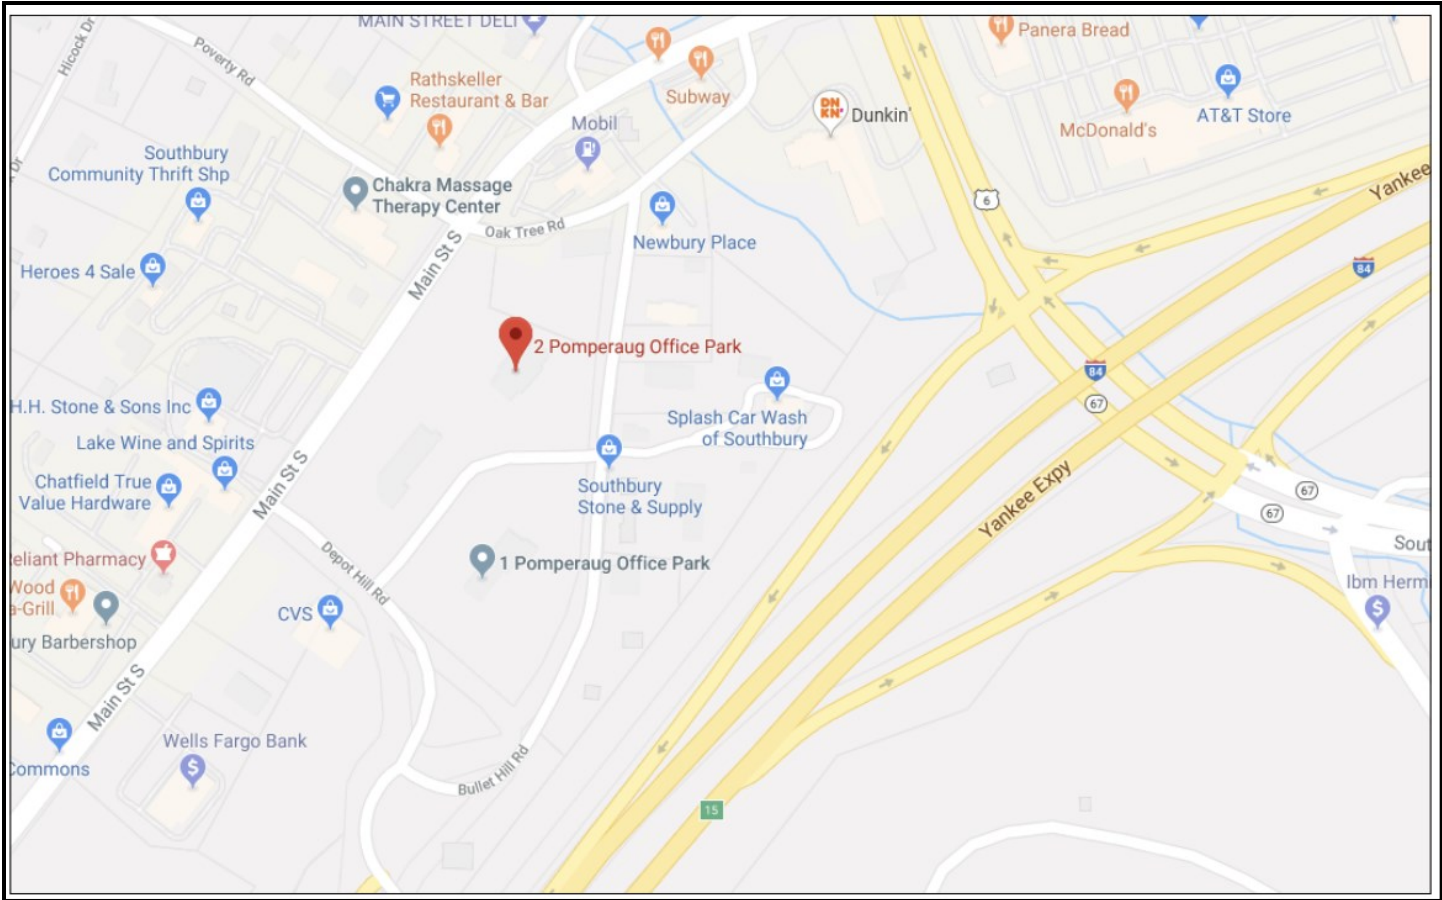 MAIN STREET DELI
Panera Bread
Hicock Dr
Poverty Rd
Rathskeller
Restaurant & Bar
Subway
DN
KN'
Dunkin'
McDonald's
AT&T Store
Mobil
Southbury
Community Thrift Shp
Dr
Chakra Massage
Therapy Center
Yankee
6
Oak Tree Rd
Newbury Place
Main St S
Heroes 4 Sale
84
2 Pomperaug Office Park
84
67
H.H. Stone & Sons Inc
Splash Car Wash
of Southbury
Lake Wine and Spirits
Main St S
Chatfield True
Value Hardware
Southbury
Stone & Supply
Yankee Expy
67
67
Sout
eliant Pharmacy
Depot Hill Rd
1 Pomperaug Office Park
Wood
a-Grill
CVS
Ibm Herm
$
ury Barbershop
Main St S
Wells Fargo Bank
$
Commons
Bullet Hill Rd
15